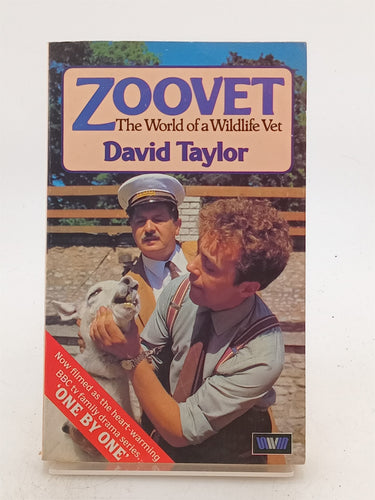 ZOOVET
The World of a Wildlife Vet
David Taylor
Now filmed as the heart-warming
BBC tv family drama series...
'ONE BY ONE'